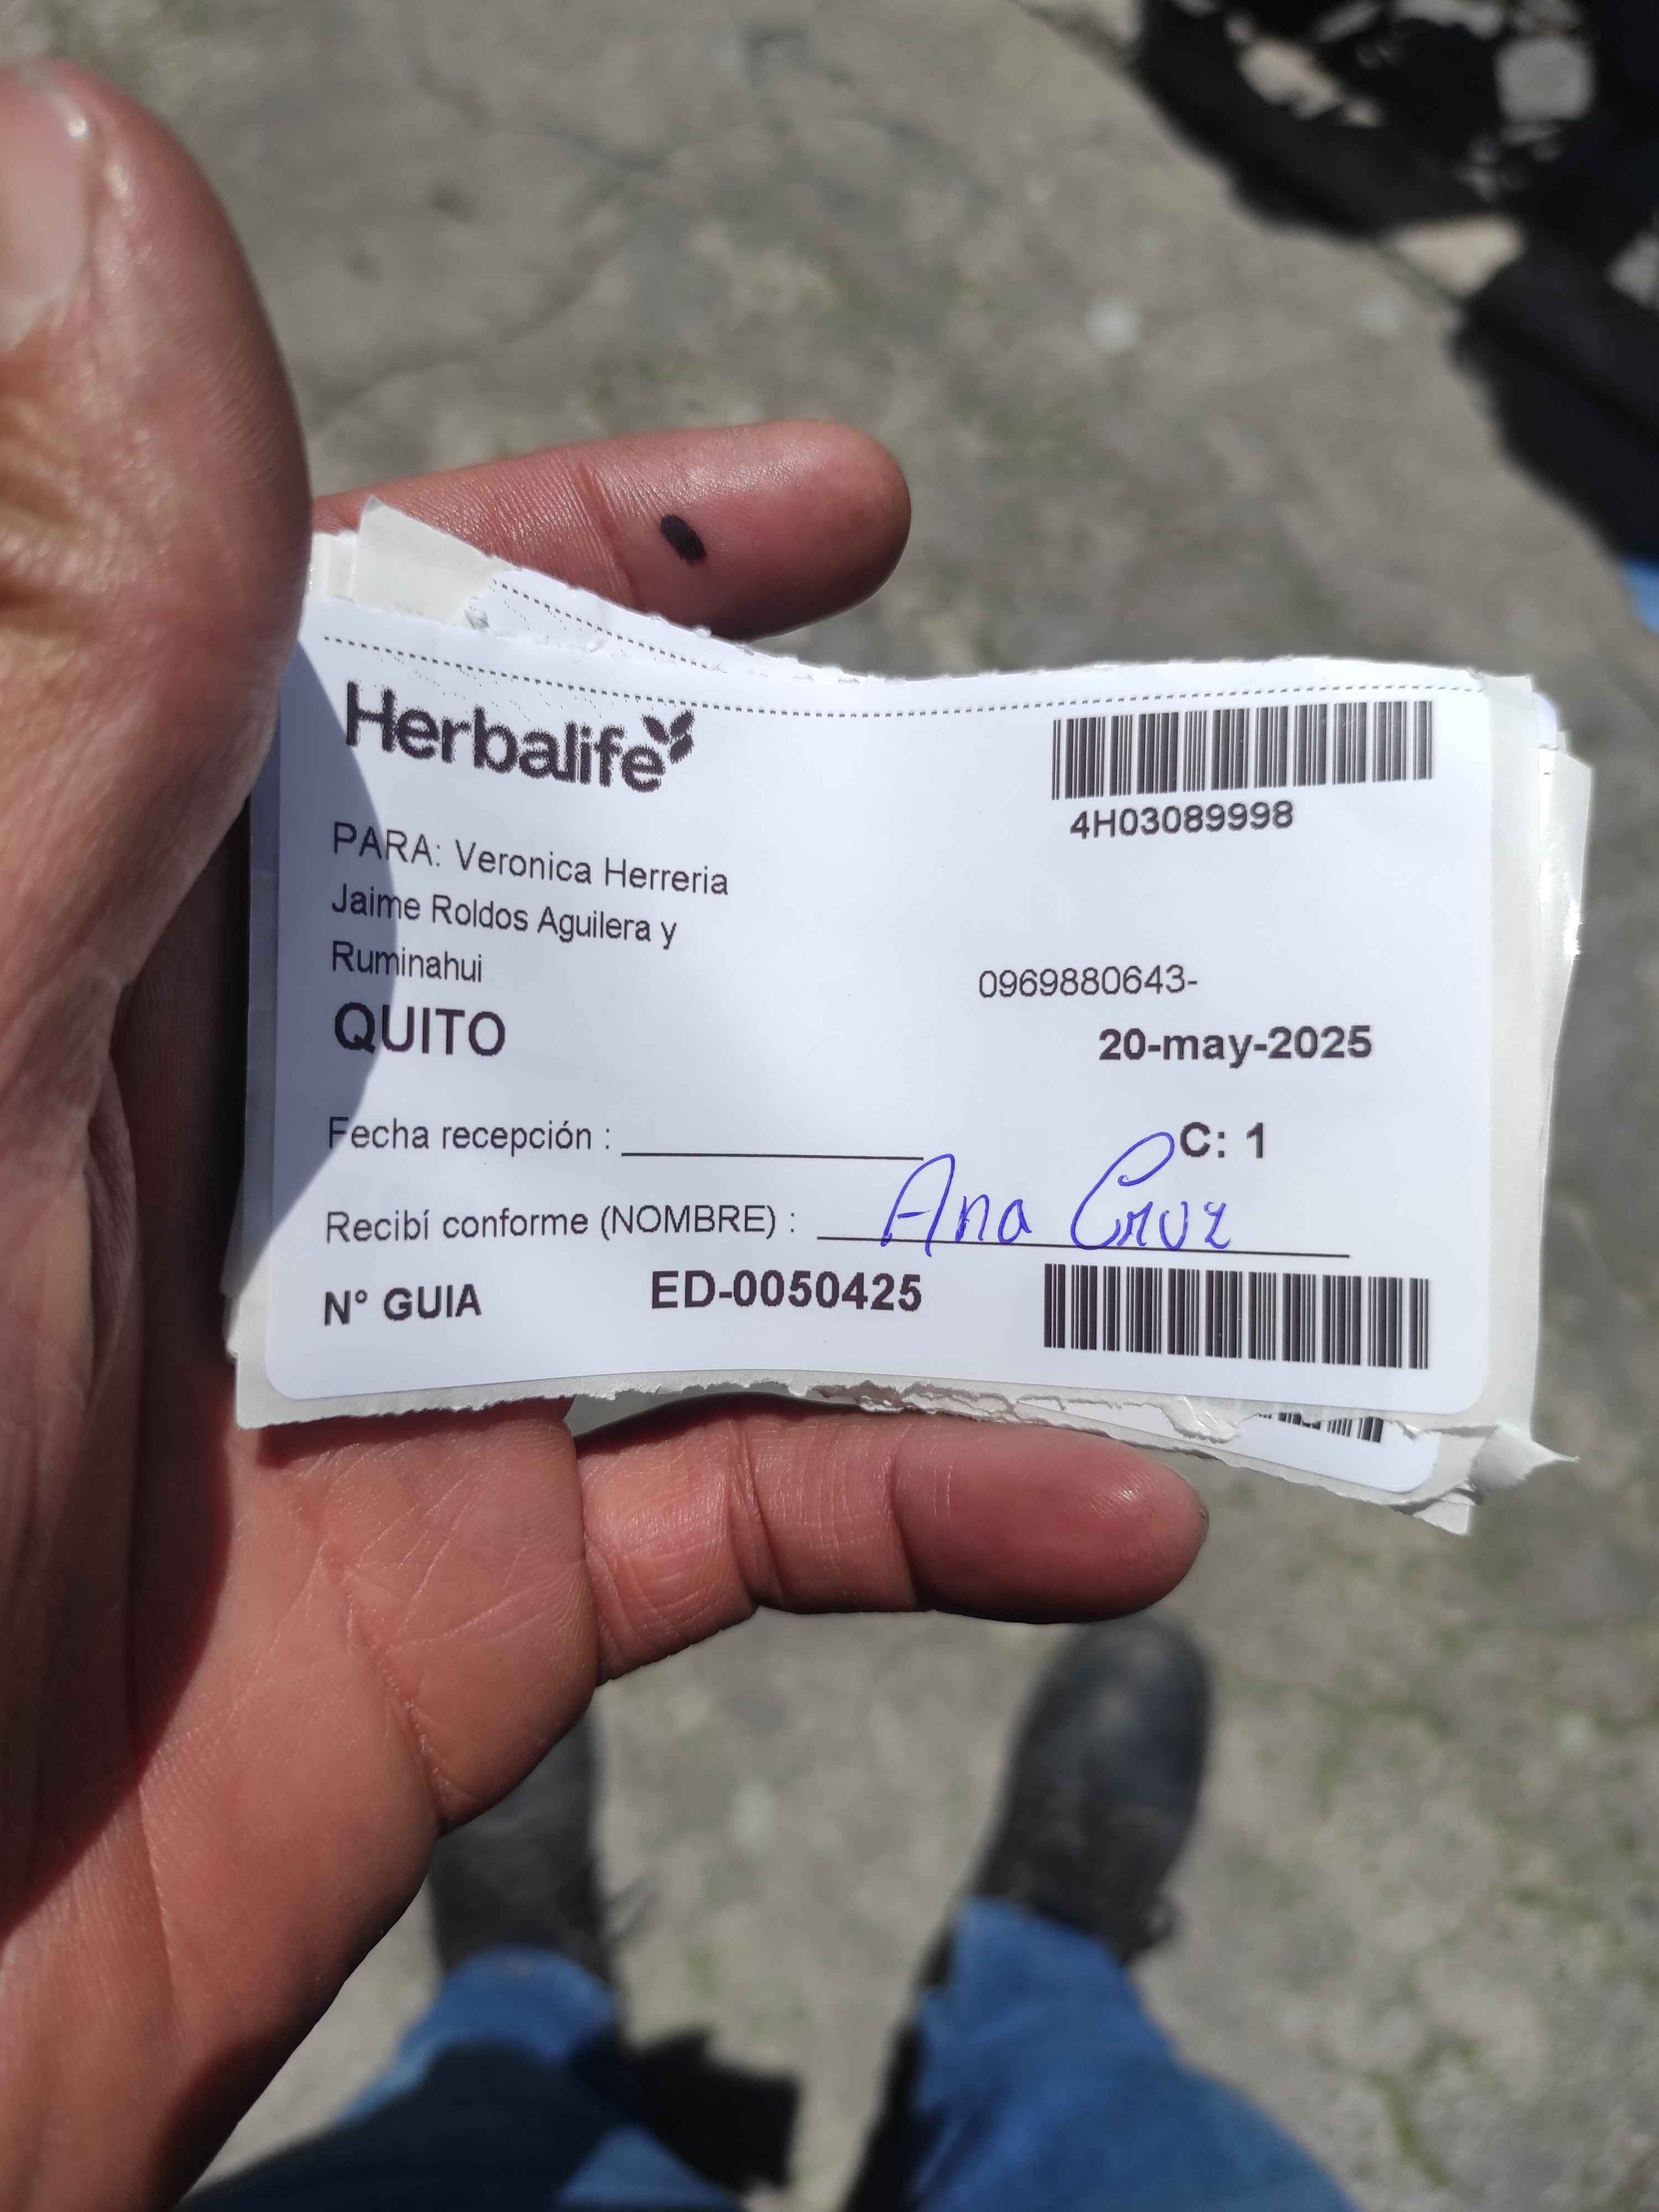 Herbalife
4H03089998
PARA: Veronica Herreria
Jaime Roldos Aguilera y
Ruminahui
0969880643-
QUITO
20-may-2025
Fecha recepción :
C: 1
Recibí conforme (NOMBRE) : Ana Cruz
N° GUIA ED-0050425